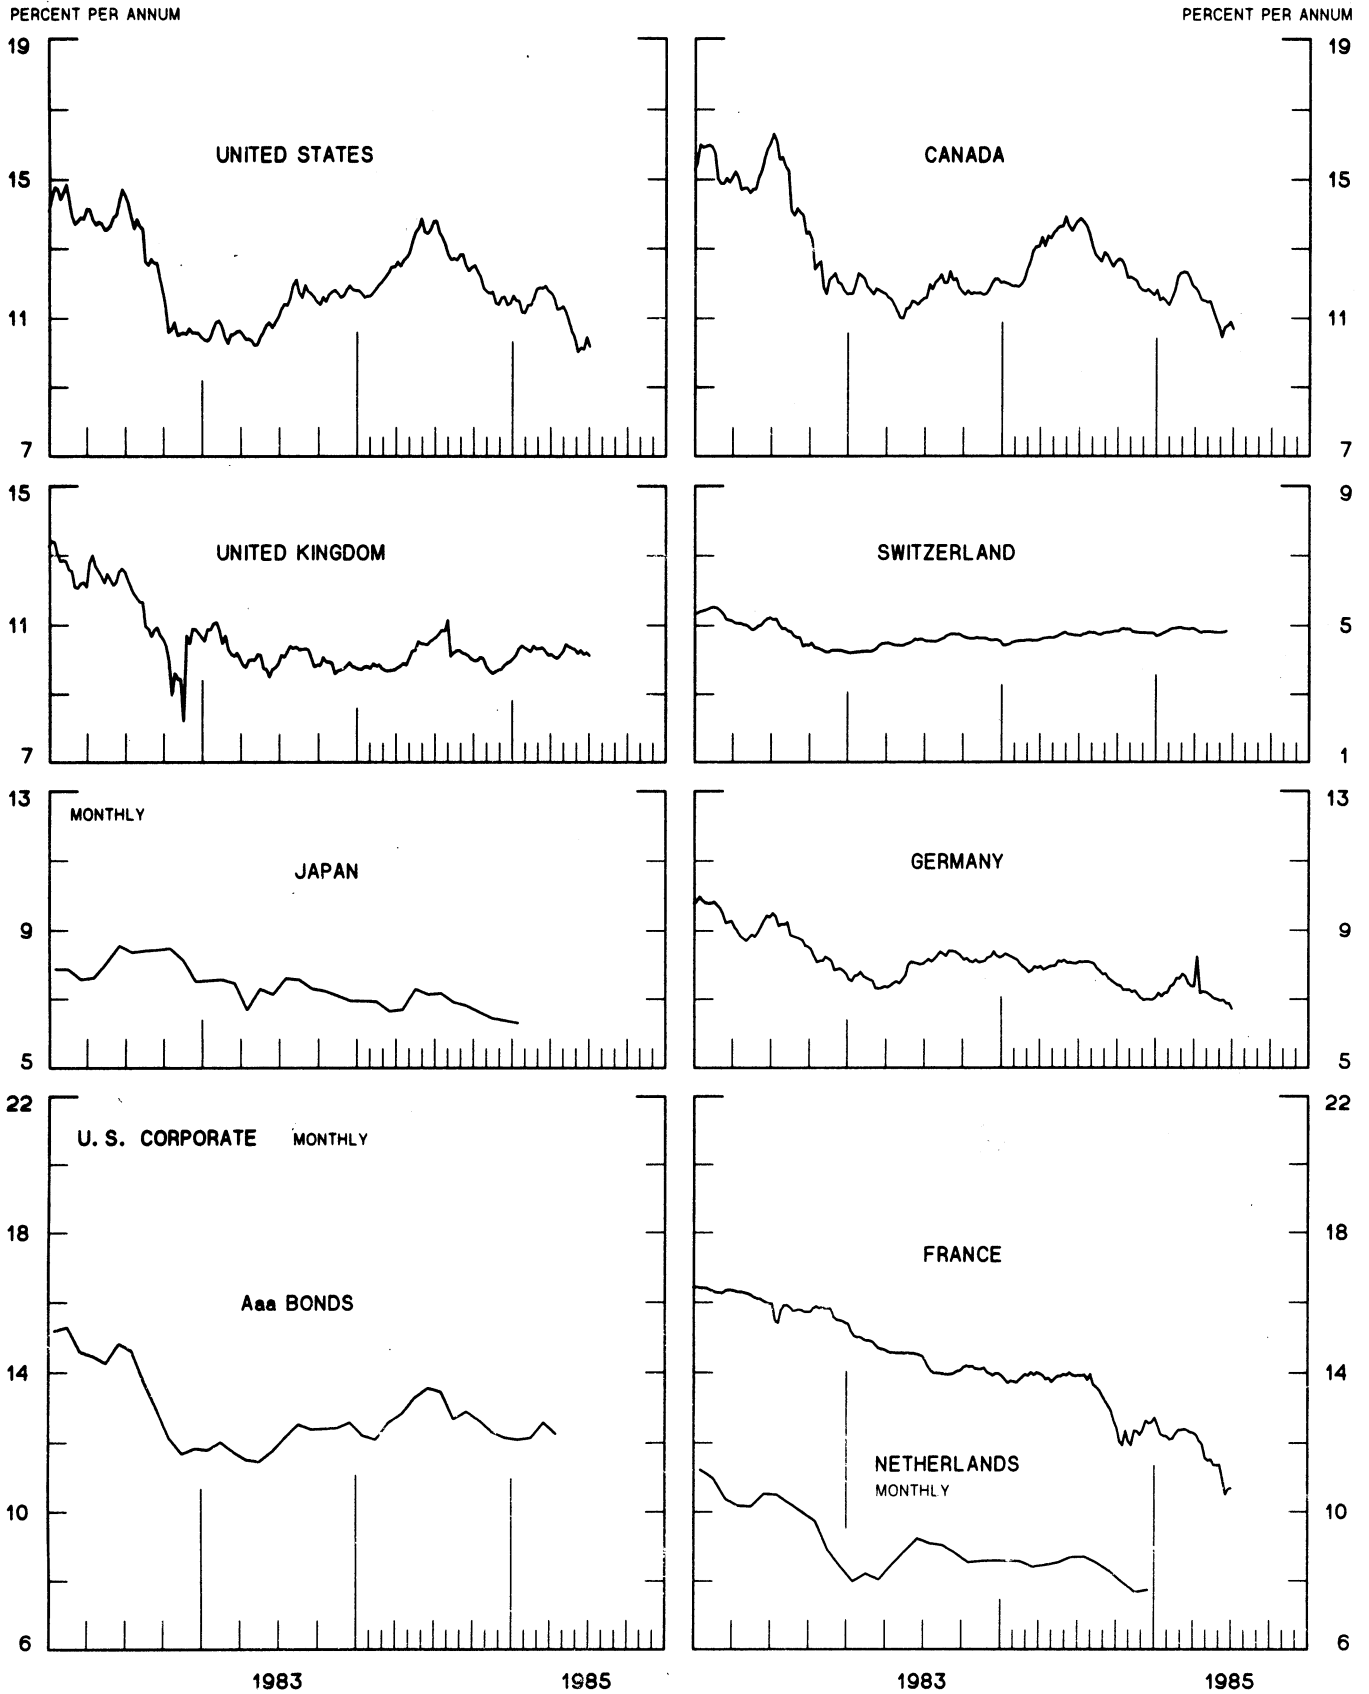 PERCENT PER ANNUM
PERCENT PER ANNUM
19
19
UNITED STATES
CANADA
15
15
11
11
7
7
15
9
UNITED KINGDOM
SWITZERLAND
11
5
7
1
13
13
MONTHLY
JAPAN
GERMANY
9
9
5
5
22
22
U.S. CORPORATE MONTHLY
18
18
FRANCE
Aaa BONDS
14
14
NETHERLANDS
MONTHLY
10
10
6
6
1983
1985
1983
1985